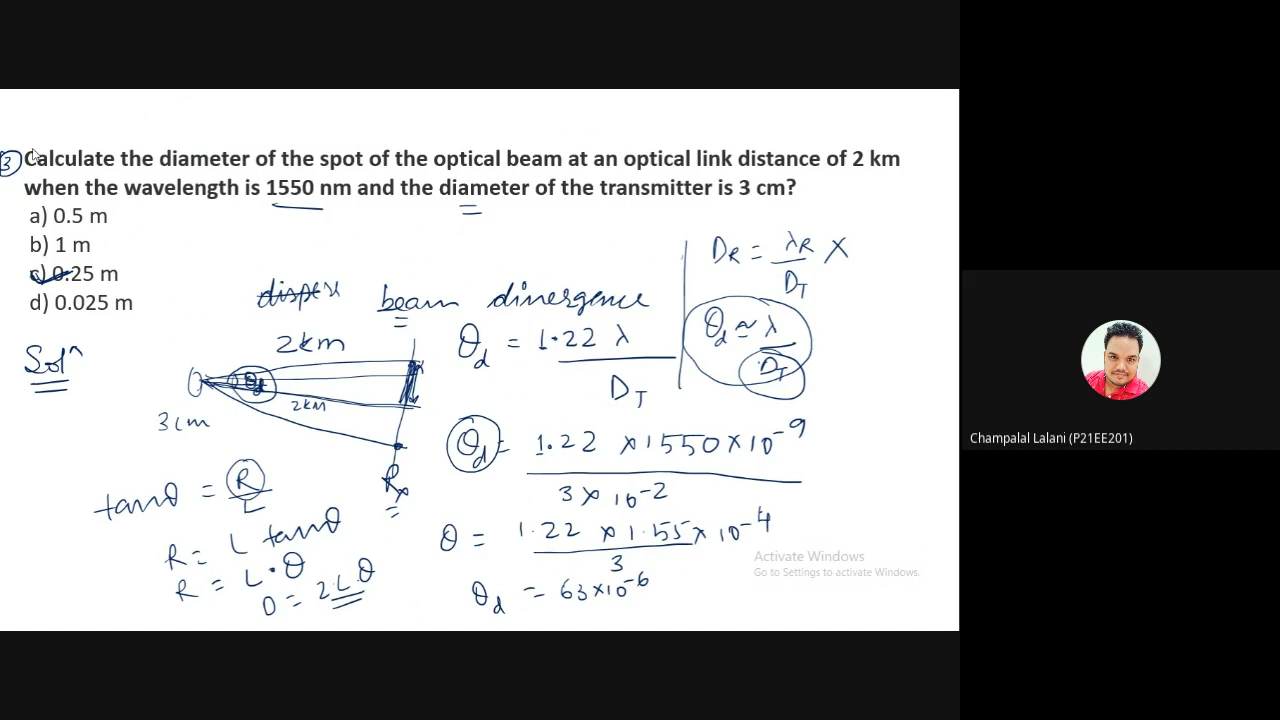 3
Calculate the diameter of the spot of the optical beam at an optical link distance of 2 km
when the wavelength is 1550 nm and the diameter of the transmitter is 3 cm?
a) 0.5 m
b) 1 m
c) 0.25 m
d) 0.025 m
Solⁿ
beam divergence
2km
θd
2km
3cm
Rx
tanθ = R/L
R = L tanθ
R = L·θ
D = 2·L θ
θd = 1.22 λ / DT
θd = 1.22 × 1550 × 10⁻⁹ / 3 × 10⁻²
θ = 1.22 × 1.55 × 10⁻⁴ / 3
θd = 63×10⁻⁶
DR = λR / DT X
θd ≃ λ / DT
Activate Windows
Go to Settings to activate Windows.
Champalal Lalani (P21EE201)